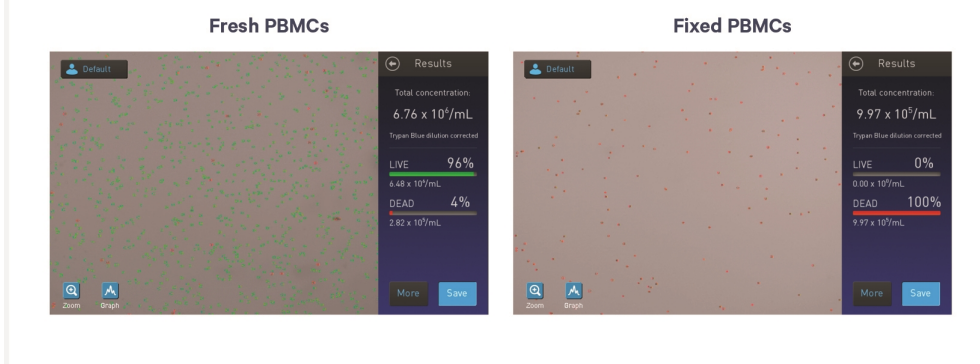 Fresh PBMCs
Default
Results
Total concentration:
6.76 x 10⁶/mL
Trypan Blue dilution corrected
LIVE 96%
6.48 x 10⁶/mL
DEAD 4%
2.82 x 10⁵/mL
Zoom
Graph
More
Save
Fixed PBMCs
Default
Results
Total concentration:
9.97 x 10⁵/mL
Trypan Blue dilution corrected
LIVE 0%
0.00 x 10⁰/mL
DEAD 100%
9.97 x 10⁵/mL
Zoom
Graph
More
Save